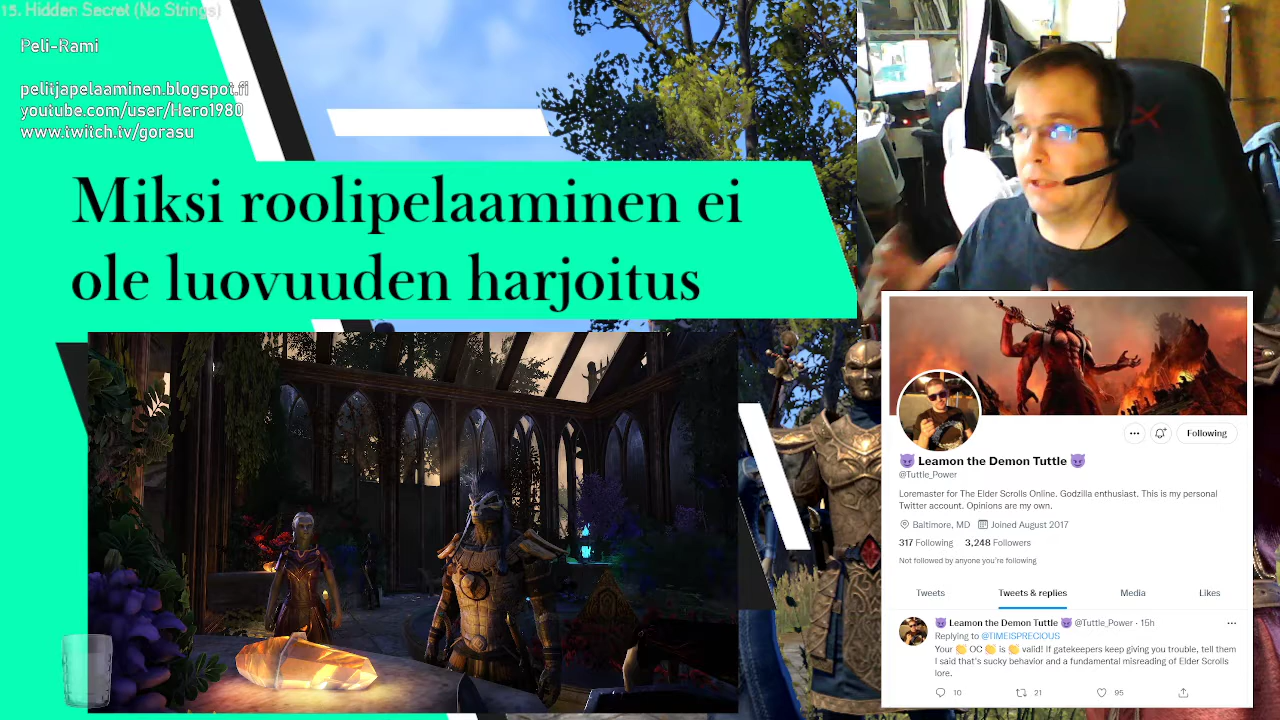 15. Hidden Secret (No Strings)
Peli-Rami
pelitjapelaaminen.blogspot.fi
youtube.com/user/Hero1980
www.twitch.tv/gorasu
Miksi roolipelaaminen ei
ole luovuuden harjoitus
Following
😈 Leamon the Demon Tuttle 😈
@Tuttle_Power
Loremaster for The Elder Scrolls Online. Godzilla enthusiast. This is my personal
Twitter account. Opinions are my own.
Baltimore, MD Joined August 2017
317 Following 3,248 Followers
Not followed by anyone you're following
Tweets Tweets & replies Media Likes
😈 Leamon the Demon Tuttle 😈 @Tuttle_Power · 15h
Replying to @TIMEISPRECIOUS
Your 👏 OC 👏 is 👏 valid! If gatekeepers keep giving you trouble, tell them
I said that's sucky behavior and a fundamental misreading of Elder Scrolls
lore.
10 21 95